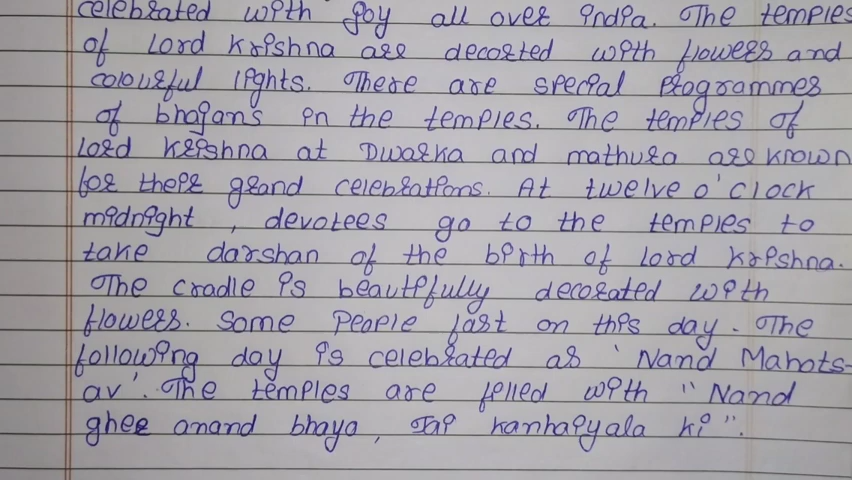 celebrated with joy all over india. The temples
of Lord Krishna are decorted with flowers and
colourful lights. There are special programmes
of bhajans in the temples. The temples of
Lord Krishna at Dwarka and mathura are known
for their grand celebrations. At twelve o'clock
midnight, devotees go to the temples to
take darshan of the birth of Lord Krishna.
The cradle is beautifully decorated with
flowers. Some People fast on this day. The
following day is celebrated as 'Nand Mahots-
av'. The temples are felled with "Nand
ghee anand bhayo, Jai kanhaiyala ki".